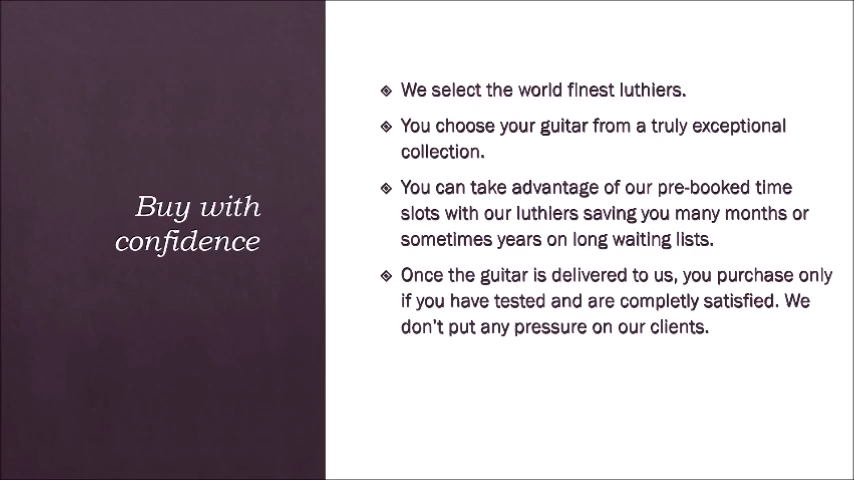 Buy with
confidence
We select the world finest luthiers.
You choose your guitar from a truly exceptional
collection.
You can take advantage of our pre-booked time
slots with our luthiers saving you many months or
sometimes years on long waiting lists.
Once the guitar is delivered to us, you purchase only
if you have tested and are completly satisfied. We
don't put any pressure on our clients.